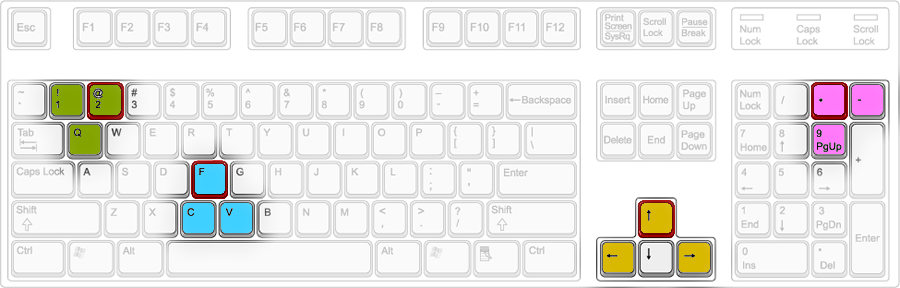 Esc F1 F2 F3 F4 F5 F6 F7 F8 F9 F10 F11 F12 Print Screen SysRq Scroll Lock Pause Break Num Lock Caps Lock Scroll Lock
~ ` ! 1 @ 2 # 3 $ 4 % 5 ^ 6 & 7 * 8 ( 9 ) 0 _ - + = ←Backspace Insert Home Page Up Num Lock / * -
Tab Q W E R T Y U I O P { [ } ] | \ Delete End Page Down 7 Home 8 ↑ 9 PgUp +
Caps Lock A S D F G H J K L : ; " ' Enter 4 ← 5 6 →
Shift ⇧ Z X C V B N M < , > . ? / Shift ⇧ ↑ 1 End 2 ↓ 3 PgDn Enter
Ctrl Alt Alt Ctrl ← ↓ → 0 Ins • Del